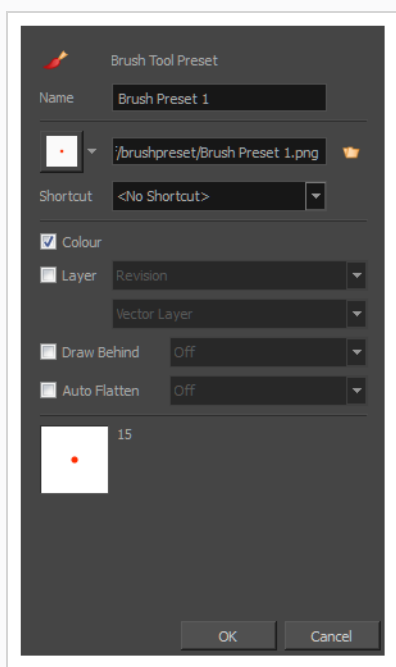 Brush Tool Preset
Name Brush Preset 1
/brushpreset/Brush Preset 1.png
Shortcut <No Shortcut>
Colour
Layer Revision
Vector Layer
Draw Behind Off
Auto Flatten Off
15
OK Cancel